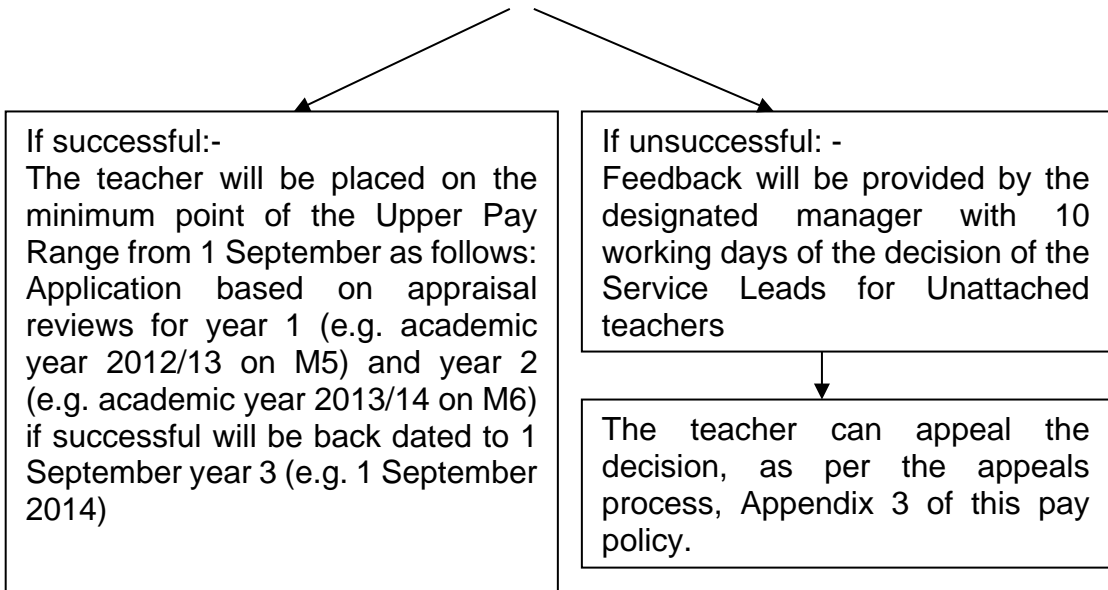 If successful:-
The teacher will be placed on the
minimum point of the Upper Pay
Range from 1 September as follows:
Application based on appraisal
reviews for year 1 (e.g. academic
year 2012/13 on M5) and year 2
(e.g. academic year 2013/14 on M6)
if successful will be back dated to 1
September year 3 (e.g. 1 September
2014)
If unsuccessful: -
Feedback will be provided by the
designated manager with 10
working days of the decision of the
Service Leads for Unattached
teachers
The teacher can appeal the
decision, as per the appeals
process, Appendix 3 of this pay
policy.